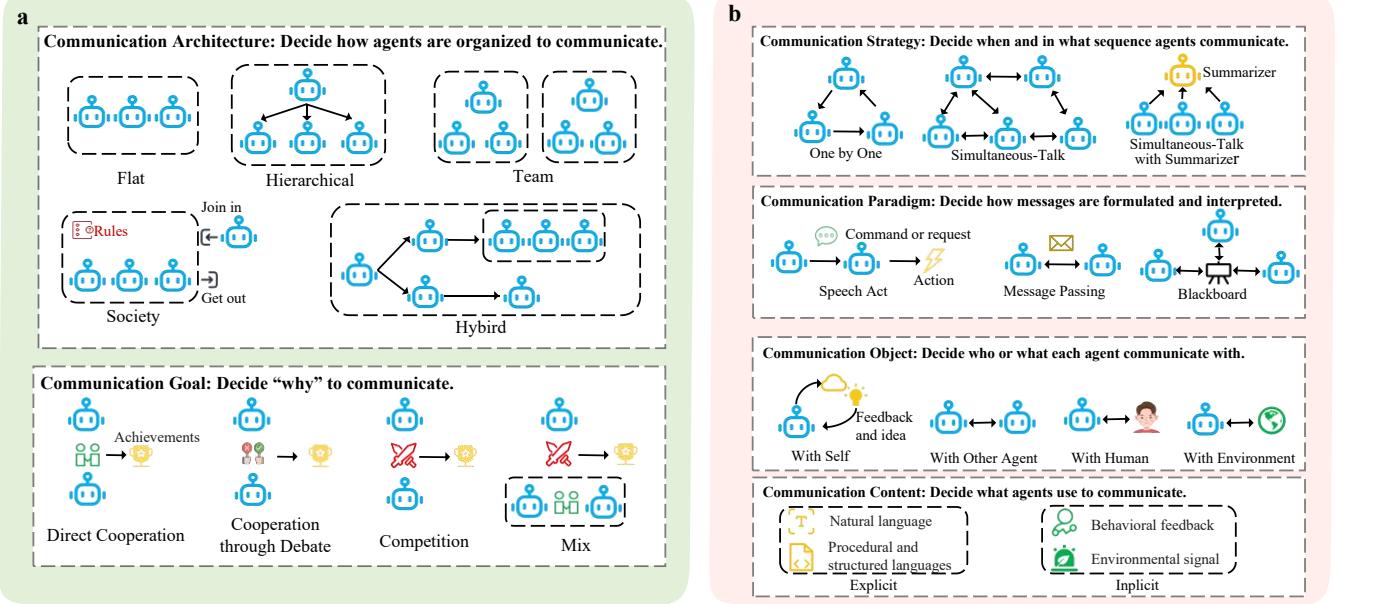 a
Communication Architecture: Decide how agents are organized to communicate.
Flat
Hierarchical
Team
Rules
Join in
Get out
Society
Hybird
Communication Goal: Decide “why” to communicate.
Achievements
Direct Cooperation
Cooperation
through Debate
Competition
Mix
b
Communication Strategy: Decide when and in what sequence agents communicate.
One by One
Simultaneous-Talk
Summarizer
Simultaneous-Talk
with Summarizer
Communication Paradigm: Decide how messages are formulated and interpreted.
Command or request
Action
Speech Act
Message Passing
Blackboard
Communication Object: Decide who or what each agent communicate with.
Feedback
and idea
With Self
With Other Agent
With Human
With Environment
Communication Content: Decide what agents use to communicate.
T
Natural language
Procedural and
structured languages
Explicit
Behavioral feedback
Environmental signal
Inplicit